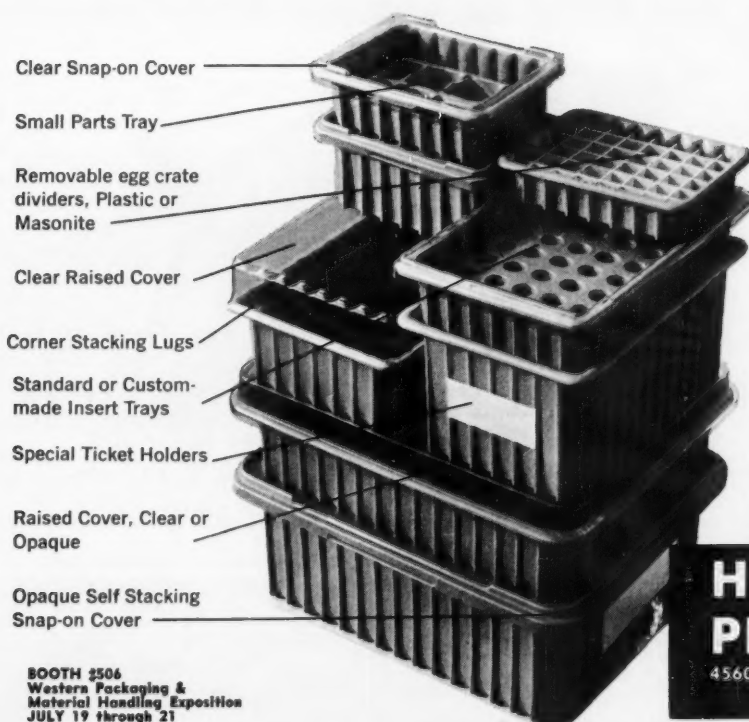 Clear Snap-on Cover
Small Parts Tray
Removable egg crate
dividers, Plastic or
Masonite
Clear Raised Cover
Corner Stacking Lugs
Standard or Custom-
made Insert Trays
Special Ticket Holders
Raised Cover, Clear or
Opaque
Opaque Self Stacking
Snap-on Cover
BOOTH 2506
Western Packaging &
Material Handling Exposition
JULY 19 through 21
4560